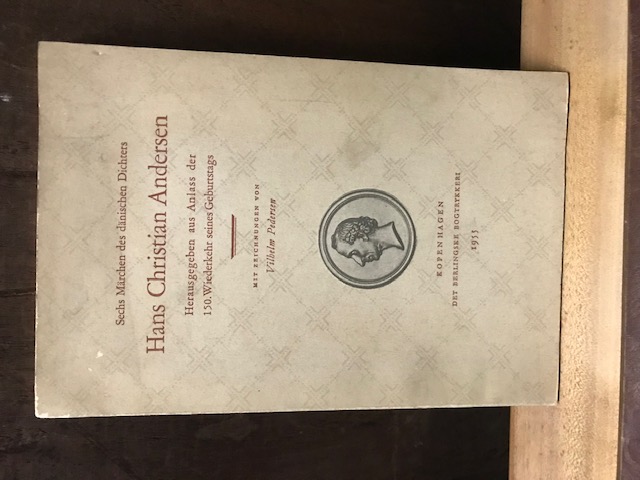 Sechs Märchen des dänischen Dichters
Hans Christian Andersen
Herausgegeben aus Anlass der
150. Wiederkehr seines Geburtstags
MIT ZEICHNUNGEN VON
Vilhelm Pedersen
KOPENHAGEN
DET BERLINGSKE BOGTRYKKERI
1955